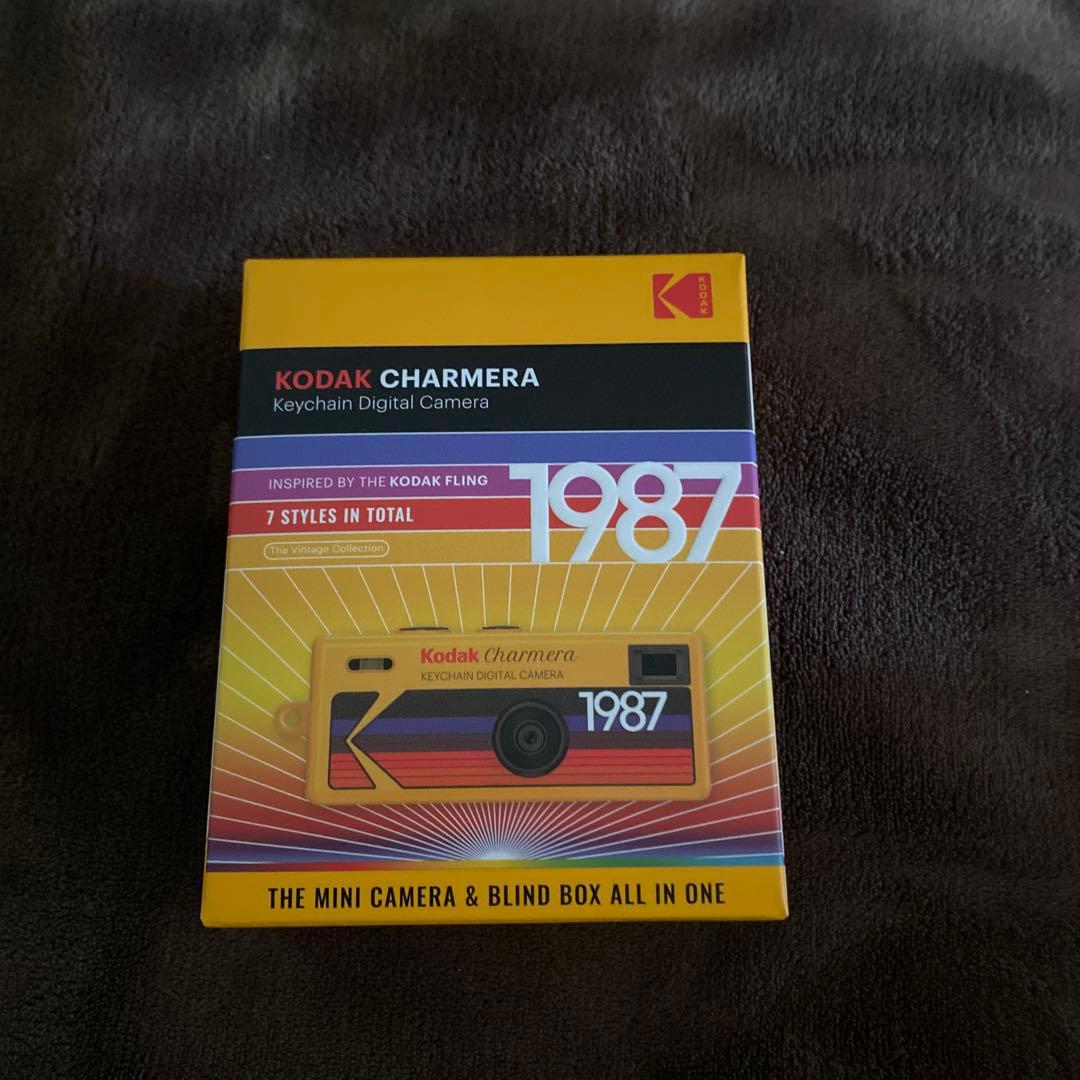 KODAK
KODAK CHARMERA
Keychain Digital Camera
INSPIRED BY THE KODAK FLING
1987
7 STYLES IN TOTAL
The Vintage Collection
Kodak Charmera
KEYCHAIN DIGITAL CAMERA
1987
THE MINI CAMERA & BLIND BOX ALL IN ONE